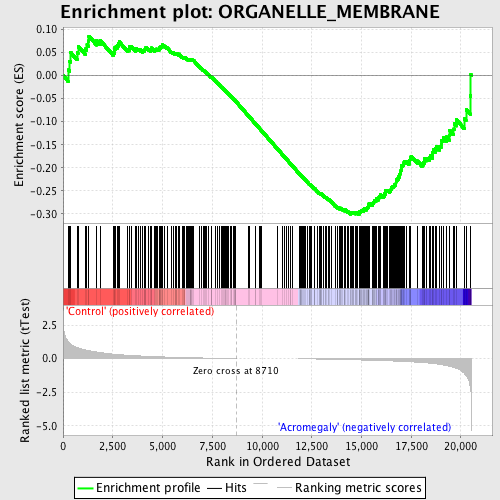 Enrichment plot: ORGANELLE_MEMBRANE
Enrichment score (ES)
0.10
0.05
0.00
-0.05
-0.10
-0.15
-0.20
-0.25
-0.30
'Control' (positively correlated)
Ranked list metric (tTest)
2.5
0.0
-2.5
-5.0
Zero cross at 8710
'Acromegaly' (negatively correlated)
0
2,500
5,000
7,500
10,000
12,500
15,000
17,500
20,000
Rank in Ordered Dataset
Enrichment profile
Hits
Ranking metric scores